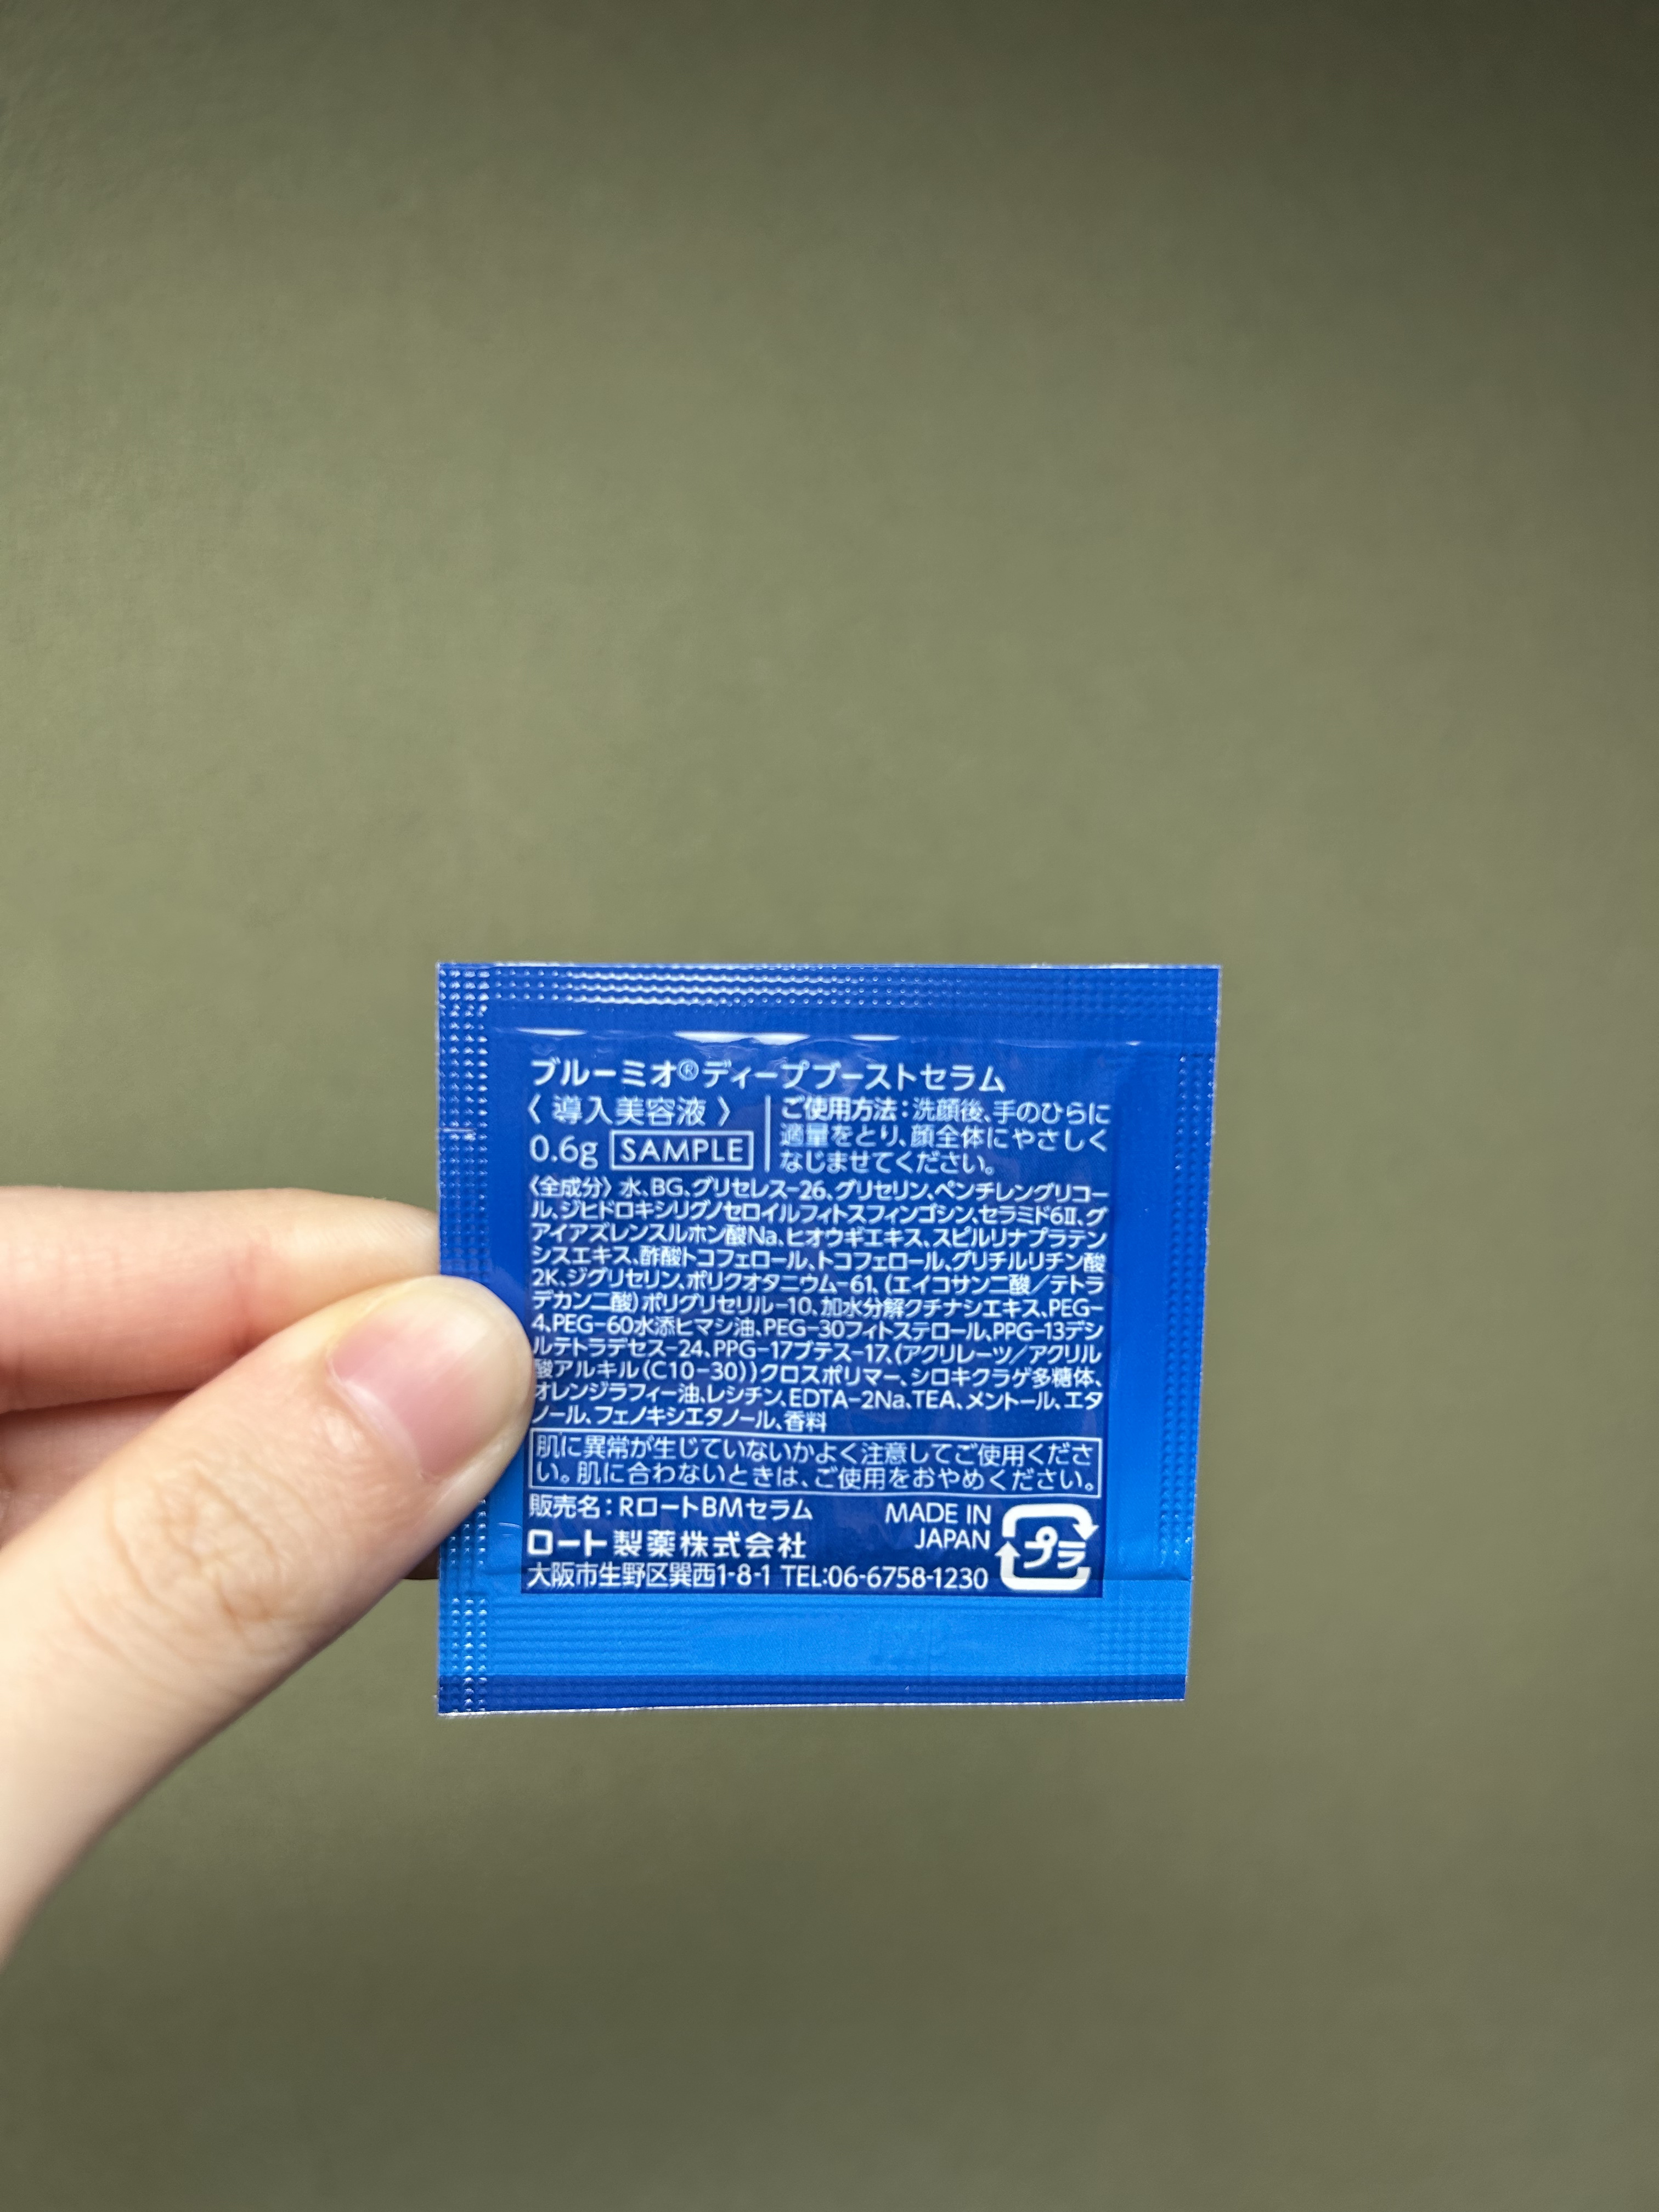 ブルーミオ®ディープブーストセラム
〈 導入美容液 〉
0.6g SAMPLE
ご使用方法：洗顔後、手のひらに
適量をとり、顔全体にやさしく
なじませてください。
〈全成分〉水、BG、グリセレス-26、グリセリン、ペンチレングリコー
ル、ジヒドロキシリグノセロイルフィトスフィンゴシン、セラミド6Ⅱ、グ
アイアズレンスルホン酸Na、ヒオウギエキス、スピルリナプラテン
シスエキス、酢酸トコフェロール、トコフェロール、グリチルリチン酸
2K、ジグリセリン、ポリクオタニウム-61、(エイコサン二酸／テトラ
デカン二酸)ポリグリセリル-10、加水分解クチナシエキス、PEG-
4、PEG-60水添ヒマシ油、PEG-30フィトステロール、PPG-13デシ
ルテトラデセス-24、PPG-17ブテス-17、(アクリレーツ／アクリル
酸アルキル(C10-30))クロスポリマー、シロキクラゲ多糖体、
オレンジラフィー油、レシチン、EDTA-2Na、TEA、メントール、エタ
ノール、フェノキシエタノール、香料
肌に異常が生じていないかよく注意してご使用くださ
い。肌に合わないときは、ご使用をおやめください。
販売名：RロートBMセラム
ロート製薬株式会社
大阪市生野区巽西1-8-1 TEL:06-6758-1230
MADE IN
JAPAN
プラ